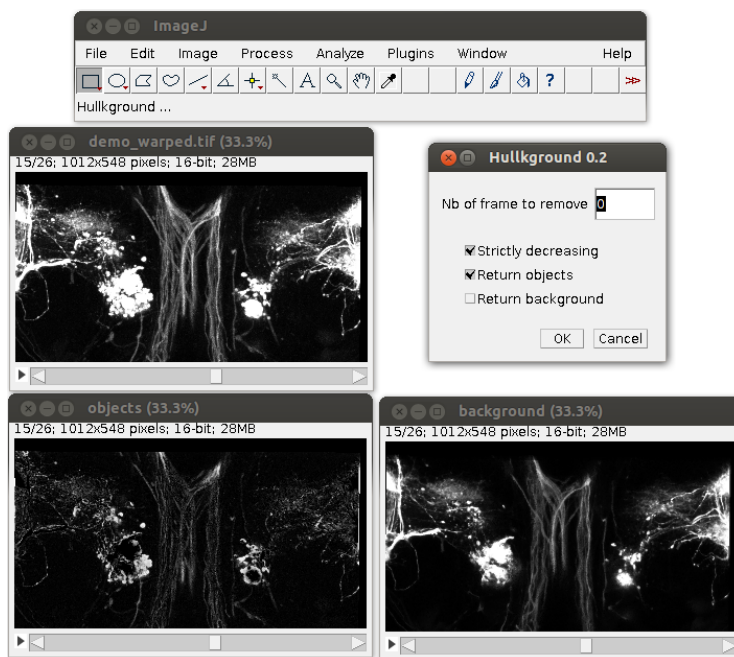 ImageJ
File Edit Image Process Analyze Plugins Window Help
A ?
Hullkground ...
demo_warped.tif (33.3%)
15/26; 1012x548 pixels; 16-bit; 28MB
Hullkground 0.2
Nb of frame to remove 0
Strictly decreasing
Return objects
Return background
OK Cancel
objects (33.3%)
15/26; 1012x548 pixels; 16-bit; 28MB
background (33.3%)
15/26; 1012x548 pixels; 16-bit; 28MB